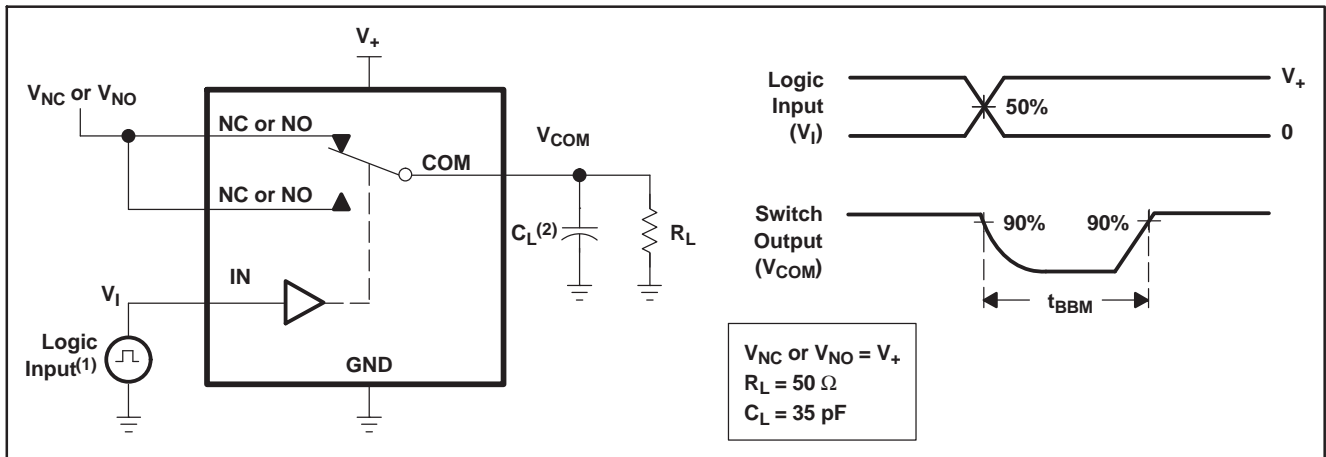 V+
VNC or VNO
NC or NO
VCOM
COM
NC or NO
CL(2)
RL
IN
VI
Logic
Input(1)
GND
Logic
Input
(VI)
50%
V+
0
Switch
Output
(VCOM)
90%
90%
tBBM
VNC or VNO = V+
RL = 50 Ω
CL = 35 pF